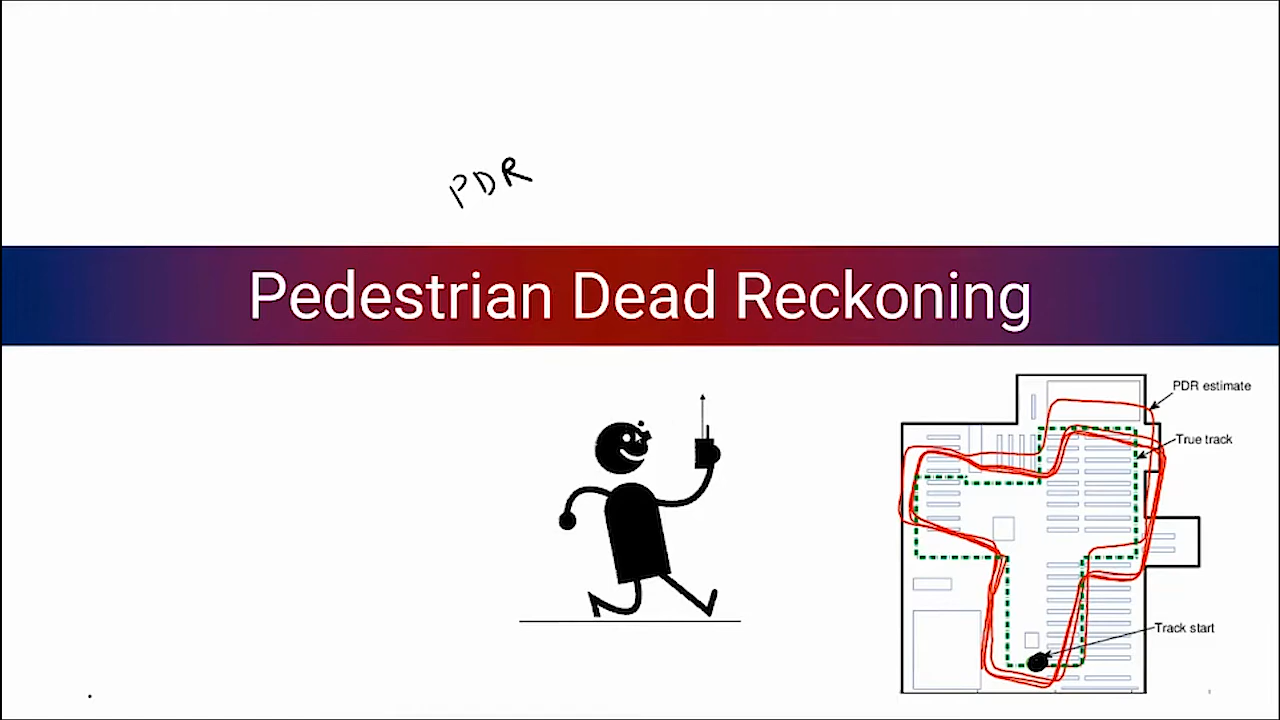 PDR
Pedestrian Dead Reckoning
PDR estimate
True track
Track start